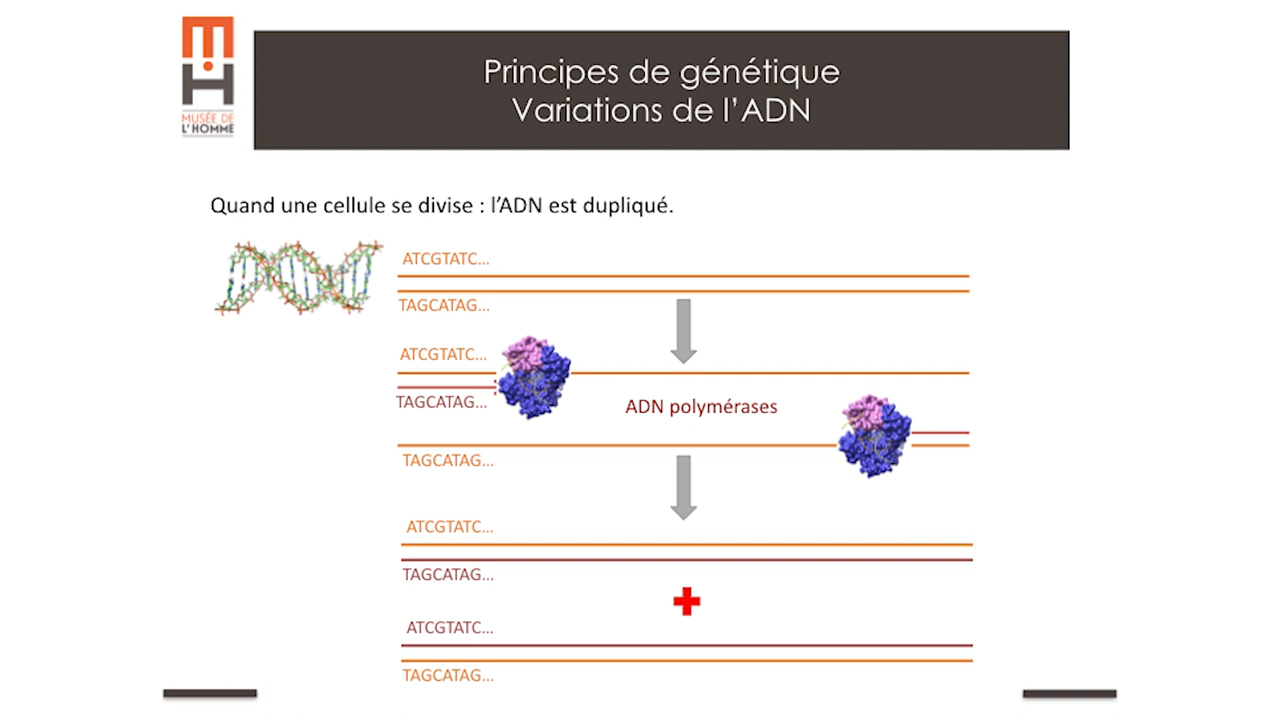 MUSÉE DE
L'HOMME
Principes de génétique
Variations de l'ADN
Quand une cellule se divise : l'ADN est dupliqué.
ATCGTATC...
TAGCATAG...
ATCGTATC...
TAGCATAG...
ADN polymérases
TAGCATAG...
ATCGTATC...
TAGCATAG...
ATCGTATC...
TAGCATAG...